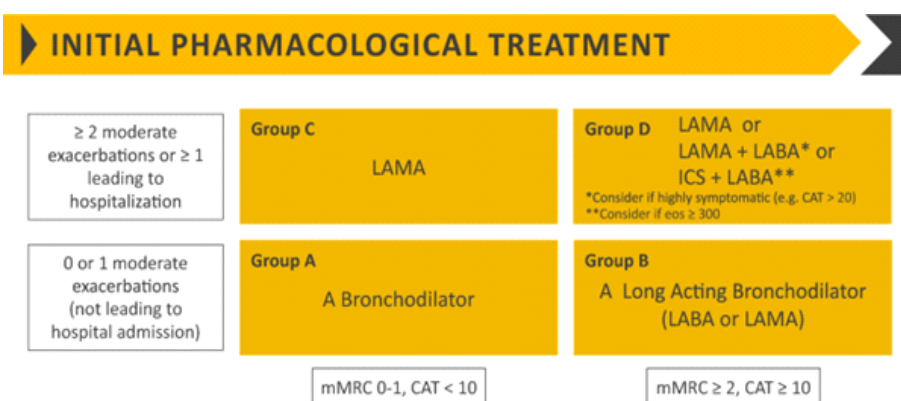 INITIAL PHARMACOLOGICAL TREATMENT
≥ 2 moderate
exacerbations or ≥ 1
leading to
hospitalization
Group C
LAMA
Group D
LAMA or
LAMA + LABA* or
ICS + LABA**
*Consider if highly symptomatic (e.g. CAT > 20)
**Consider if eos ≥ 300
0 or 1 moderate
exacerbations
(not leading to
hospital admission)
Group A
A Bronchodilator
Group B
A Long Acting Bronchodilator
(LABA or LAMA)
mMRC 0-1, CAT < 10
mMRC ≥ 2, CAT ≥ 10